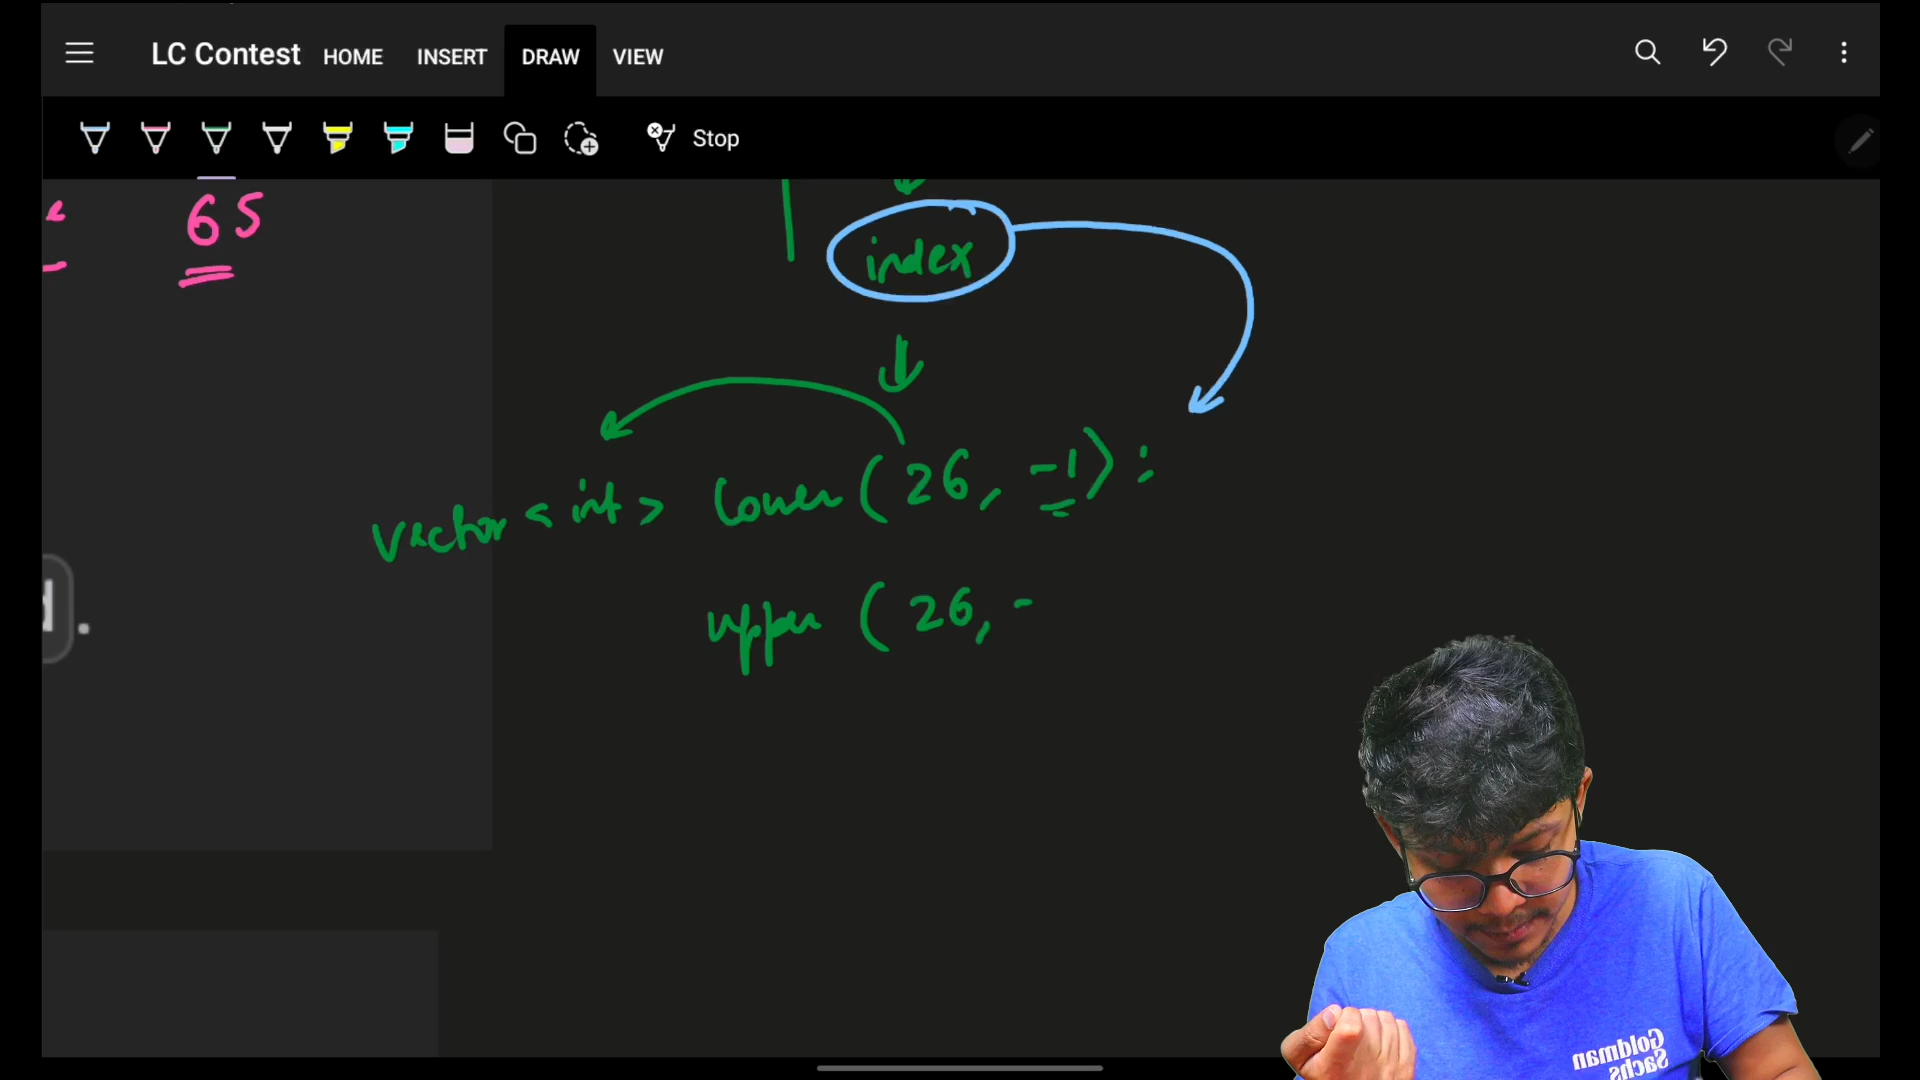 LC Contest HOME INSERT DRAW VIEW
Stop
65
index
vector <int> lower (26, -1):
upper (26, -
.
Goldman
Sachs